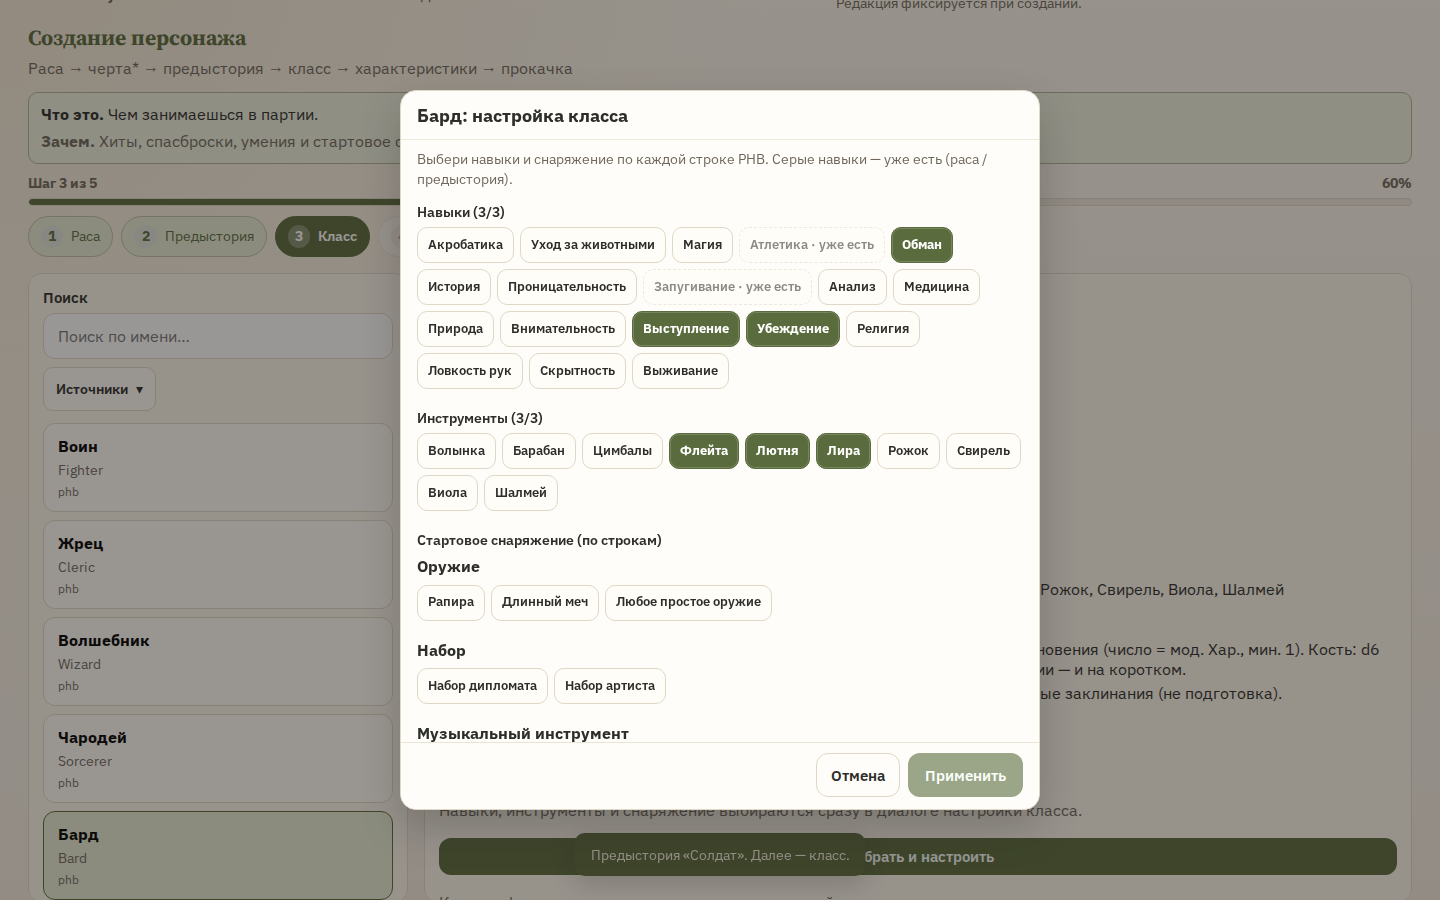 Редакция фиксируется при создании.
Создание персонажа
Раса → черта* → предыстория → класс → характеристики → прокачка
Что это. Чем занимаешься в партии.
Зачем. Хиты, спасброски, умения и стартовое
Шаг 3 из 5
60%
1 Раса
2 Предыстория
3 Класс
Поиск
Поиск по имени...
Источники ▾
Воин
Fighter
phb
Жрец
Cleric
phb
Волшебник
Wizard
phb
Чародей
Sorcerer
phb
Бард
Bard
phb
Бард: настройка класса
Выбери навыки и снаряжение по каждой строке PHB. Серые навыки — уже есть (раса /
предыстория).
Навыки (3/3)
Акробатика Уход за животными Магия Атлетика · уже есть Обман
История Проницательность Запугивание · уже есть Анализ Медицина
Природа Внимательность Выступление Убеждение Религия
Ловкость рук Скрытность Выживание
Инструменты (3/3)
Волынка Барабан Цимбалы Флейта Лютня Лира Рожок Свирель
Виола Шалмей
Стартовое снаряжение (по строкам)
Оружие
Рапира Длинный меч Любое простое оружие
Набор
Набор дипломата Набор артиста
Музыкальный инструмент
Отмена Применить
Рожок, Свирель, Виола, Шалмей
новения (число = мод. Хар., мин. 1). Кость: d6
ии — и на коротком.
ые заклинания (не подготовка).
Навыки, инструменты и снаряжение выбираются сразу в диалоге настройки класса.
брать и настроить
Предыстория «Солдат». Далее — класс.